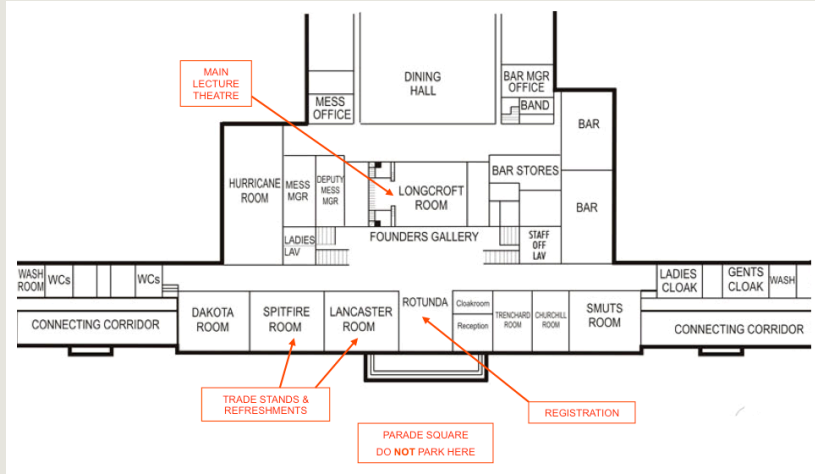 MAIN
LECTURE
THEATRE
DINING
HALL
BAR MGR
OFFICE
BAND
MESS
OFFICE
BAR
HURRICANE
ROOM
MESS
MGR
DEPUTY
MESS
MGR
LONGCROFT
ROOM
BAR STORES
BAR
LADIES
LAV
FOUNDERS GALLERY
STAFF
OFF
LAV
WASH
ROOM
WCs
WCs
LADIES
CLOAK
GENTS
CLOAK
WASH
CONNECTING CORRIDOR
DAKOTA
ROOM
SPITFIRE
ROOM
LANCASTER
ROOM
ROTUNDA
Cloakroom
Reception
TRENCHARD
ROOM
CHURCHILL
ROOM
SMUTS
ROOM
CONNECTING CORRIDOR
TRADE STANDS &
REFRESHMENTS
REGISTRATION
PARADE SQUARE
DO NOT PARK HERE